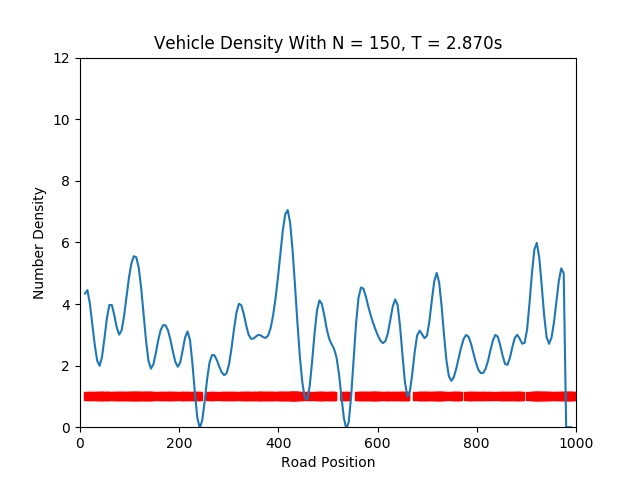 Vehicle Density With N = 150, T = 2.870s
12
10
8
6
4
2
0
Number Density
0 200 400 600 800 1000
Road Position